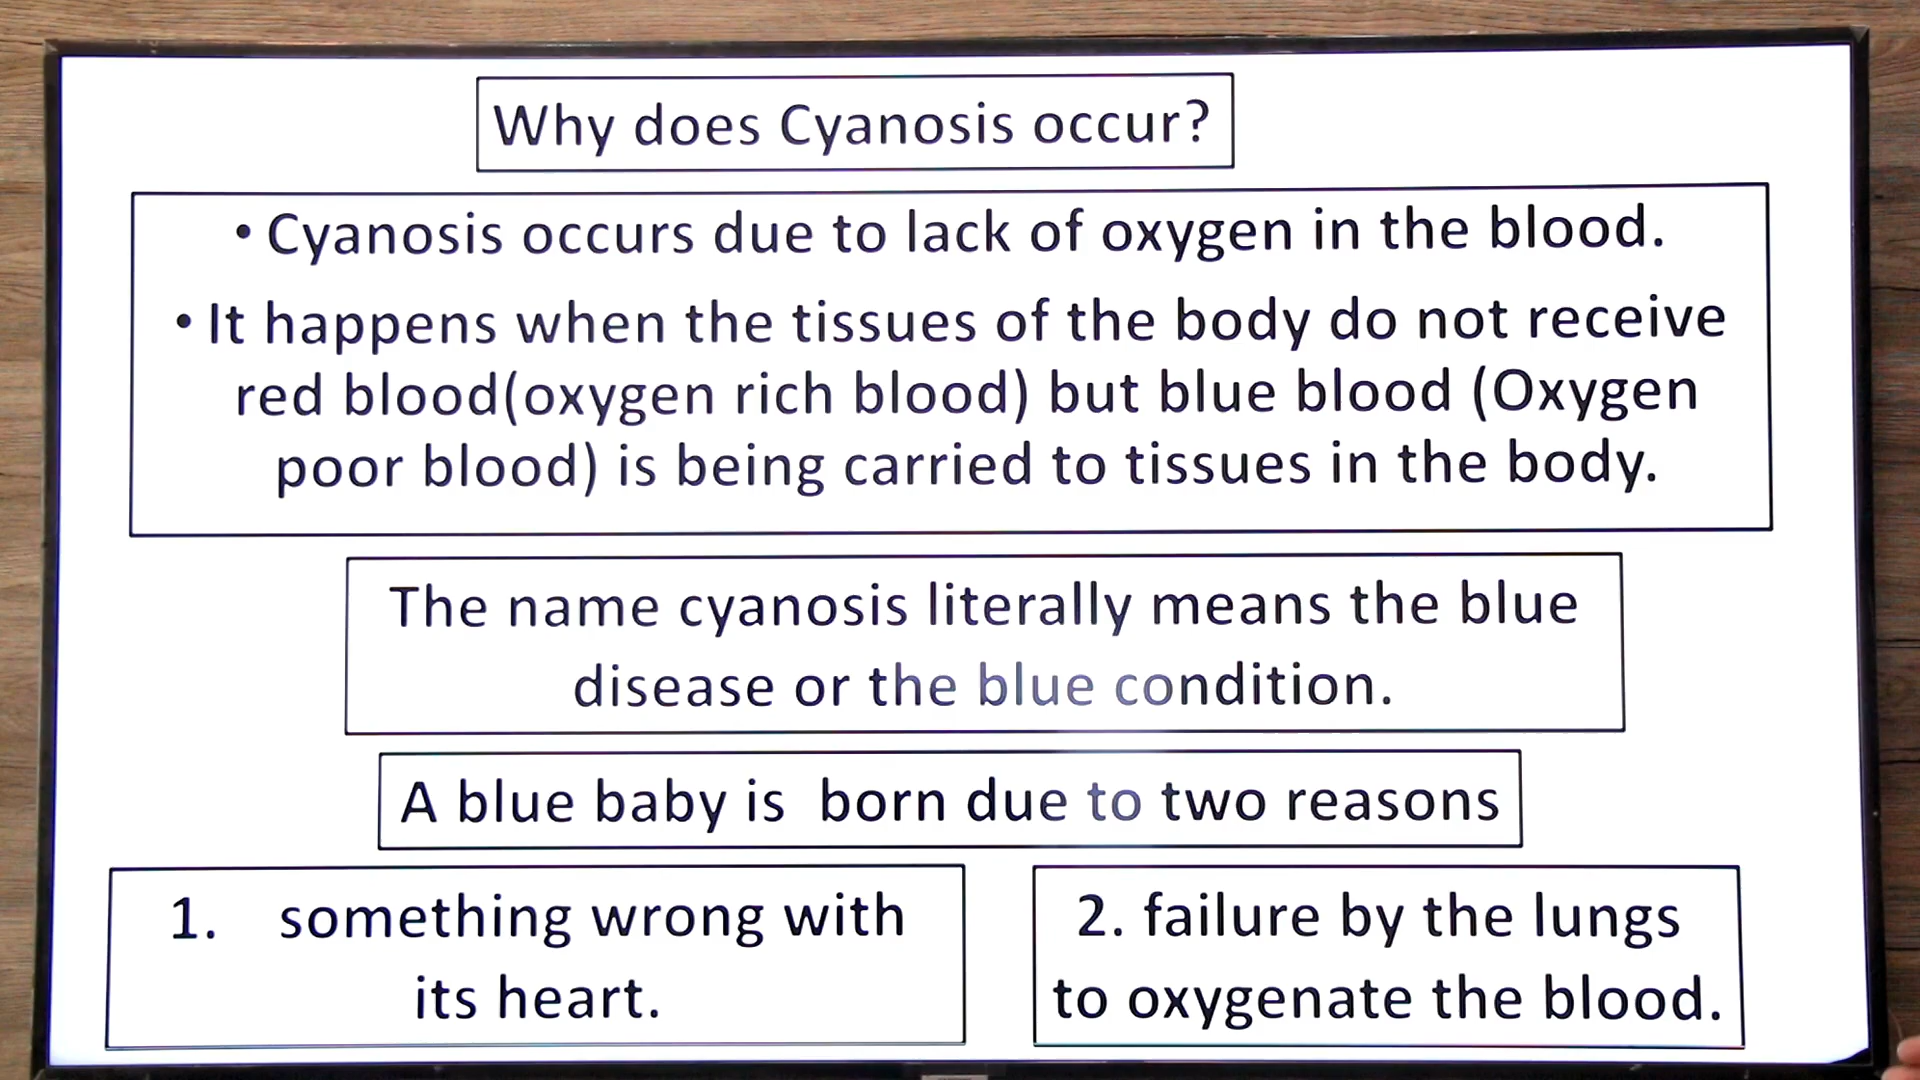 Why does Cyanosis occur?
• Cyanosis occurs due to lack of oxygen in the blood.
• It happens when the tissues of the body do not receive
red blood(oxygen rich blood) but blue blood (Oxygen
poor blood) is being carried to tissues in the body.
The name cyanosis literally means the blue
disease or the blue condition.
A blue baby is  born due to two reasons
1. something wrong with
its heart.
2. failure by the lungs
to oxygenate the blood.